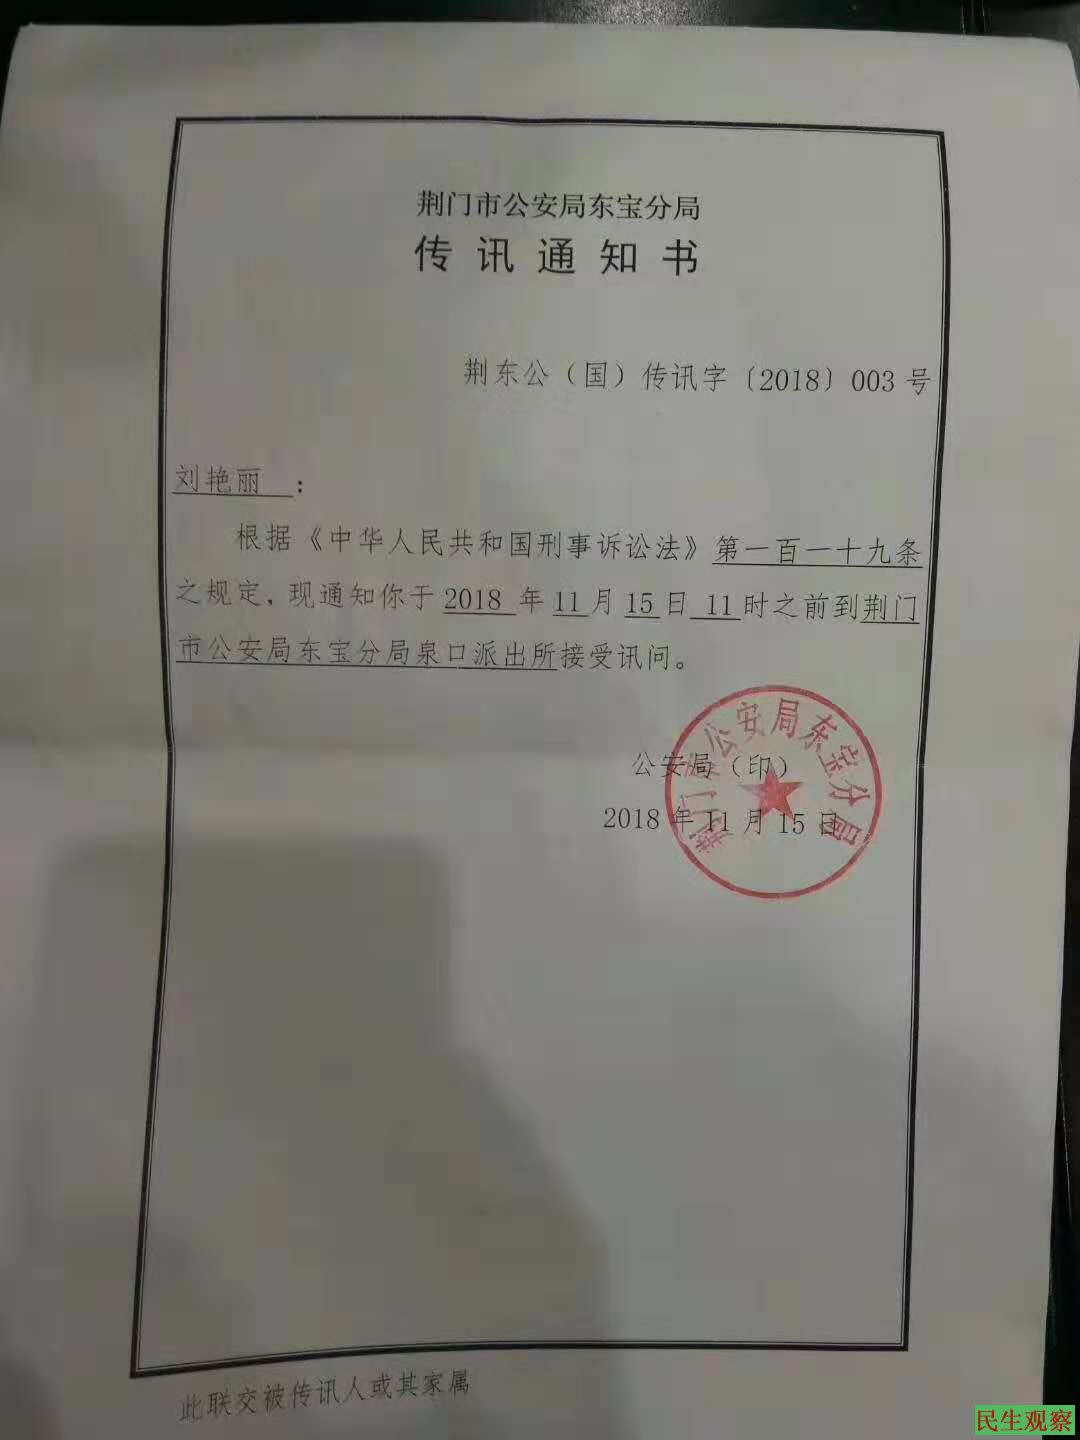 荆门市公安局东宝分局
传讯通知书
荆东公（国）传讯字〔2018〕003号
刘艳丽：
根据《中华人民共和国刑事诉讼法》第一百一十九条
之规定，现通知你于2018年11月15日11时之前到荆门
市公安局东宝分局泉口派出所接受讯问。
公安局（印）
2018年11月15日
荆门市公安局东宝分局
此联交被传讯人或其家属
民生观察